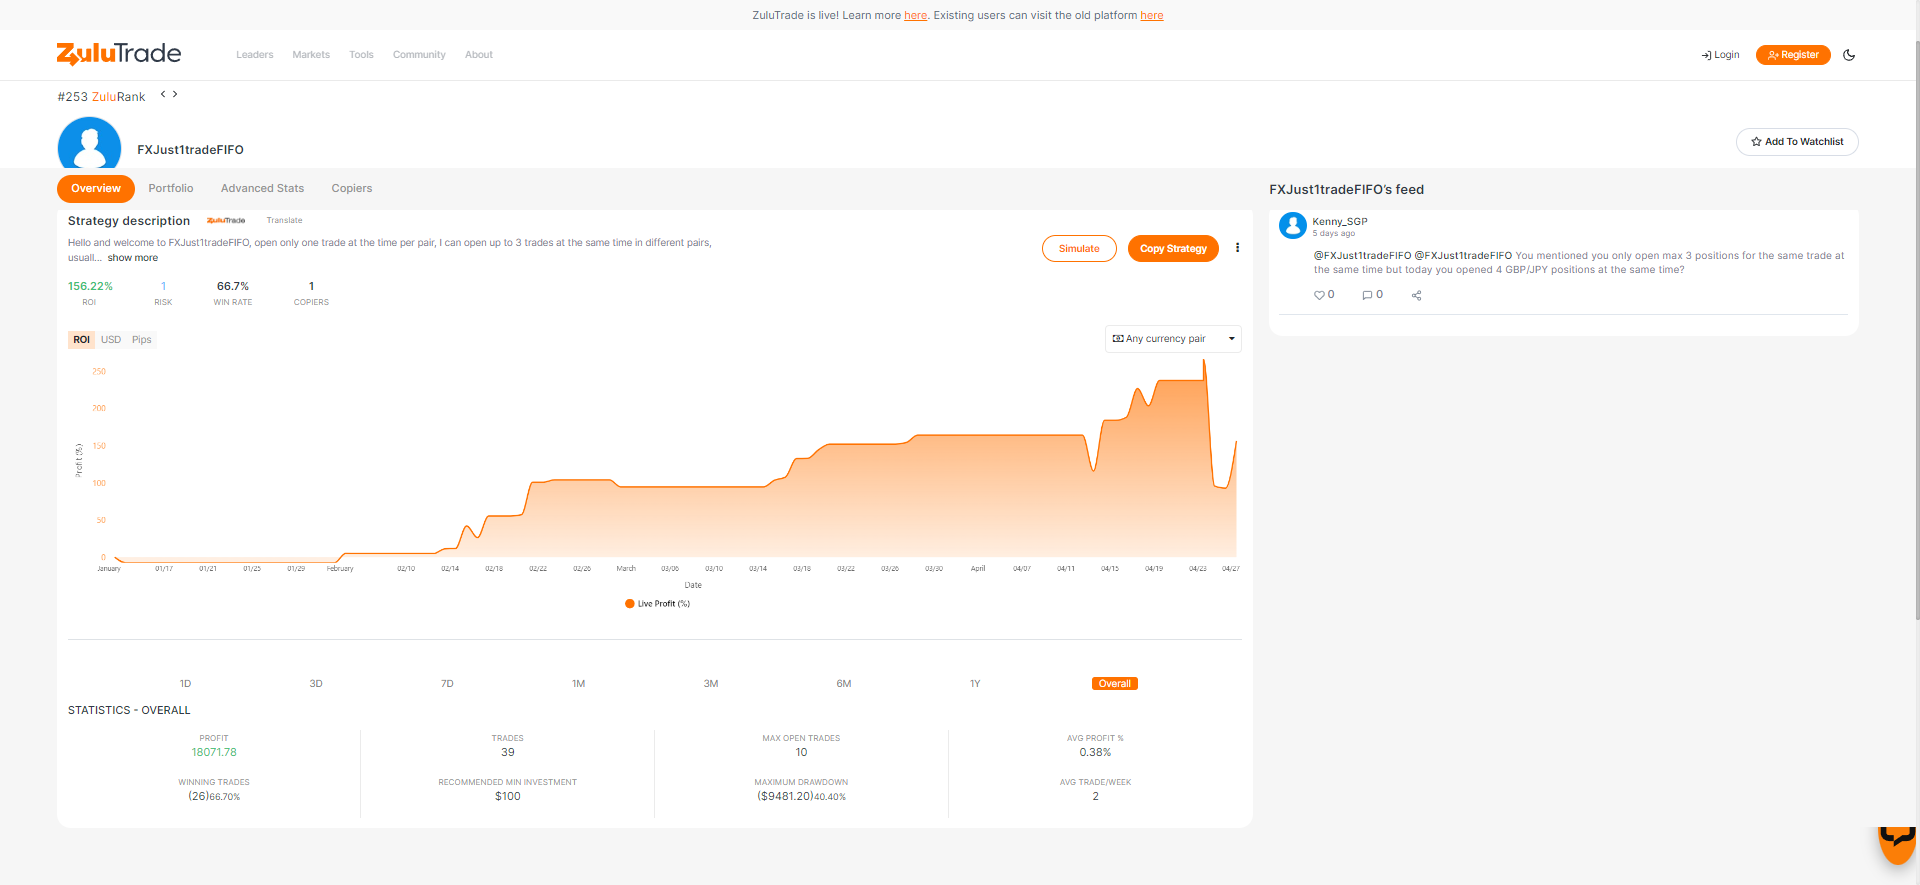 ZuluTrade is live! Learn more here. Existing users can visit the old platform here
ZuluTrade
Leaders
Markets
Tools
Community
About
Login
Register
#253 ZuluRank
FXJust1tradeFIFO
Add To Watchlist
Overview
Portfolio
Advanced Stats
Copiers
FXJust1tradeFIFO's feed
Strategy description
ZuluTrade
Translate
Hello and welcome to FXJust1tradeFIFO, open only one trade at the time per pair, I can open up to 3 trades at the same time in different pairs,
usuall... show more
Simulate
Copy Strategy
156.22%
ROI
1
RISK
66.7%
WIN RATE
1
COPIERS
Kenny_SGP
5 days ago
@FXJust1tradeFIFO @FXJust1tradeFIFO You mentioned you only open max 3 positions for the same trade at
the same time but today you opened 4 GBP/JPY positions at the same time?
0
0
ROI
USD
Pips
Any currency pair
250
200
150
100
50
0
Profit (%)
January
01/17
01/21
01/25
01/29
February
02/10
02/14
02/18
02/22
02/26
March
03/06
03/10
03/14
03/18
03/22
03/26
03/30
April
04/07
04/11
04/15
04/19
04/23
04/27
Date
Live Profit (%)
1D
3D
7D
1M
3M
6M
1Y
Overall
STATISTICS - OVERALL
PROFIT
18071.78
TRADES
39
MAX OPEN TRADES
10
AVG PROFIT %
0.38%
WINNING TRADES
(26)66.70%
RECOMMENDED MIN INVESTMENT
$100
MAXIMUM DRAWDOWN
($9481.20)40.40%
AVG TRADE/WEEK
2